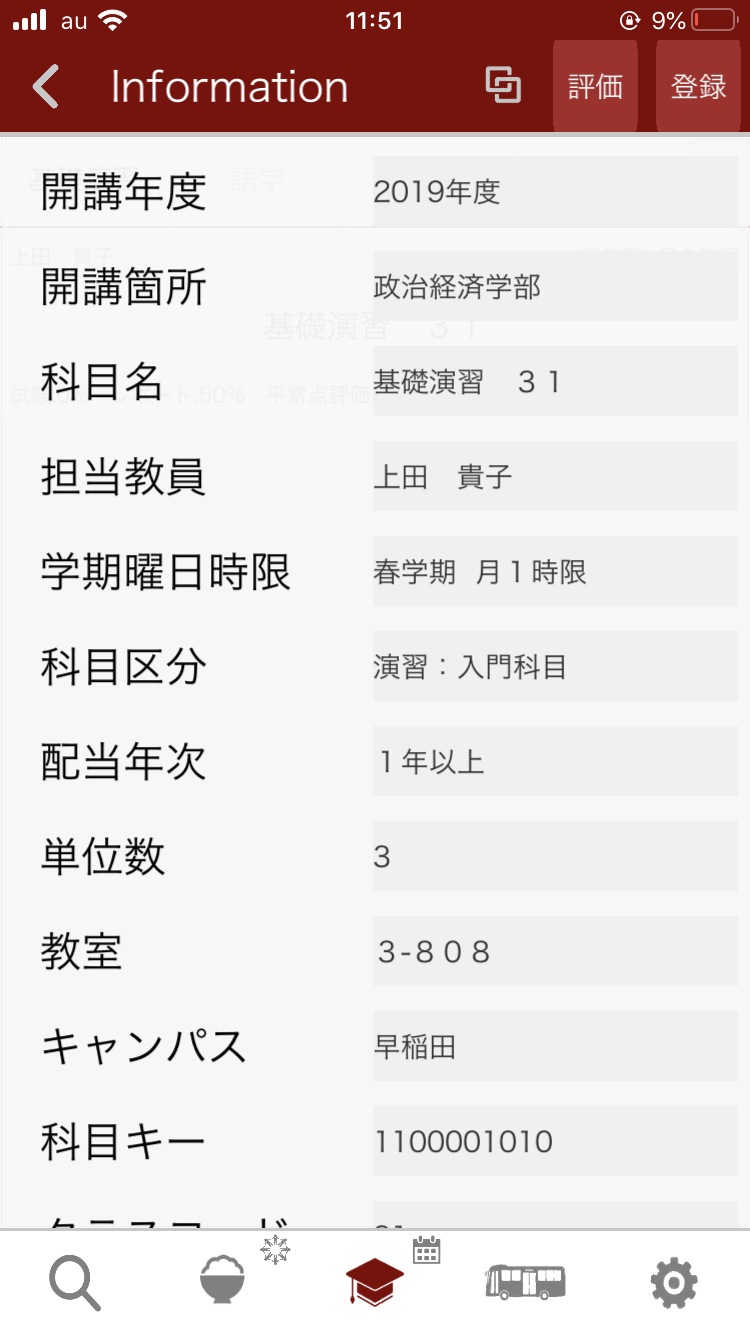 au 11:51 9%
Information 評価 登録
開講年度 2019年度
開講箇所 政治経済学部
科目名 基礎演習　３１
担当教員 上田　貴子
学期曜日時限 春学期 月１時限
科目区分 演習：入門科目
配当年次 １年以上
単位数 3
教室 ３-８０８
キャンパス 早稲田
科目キー 1100001010